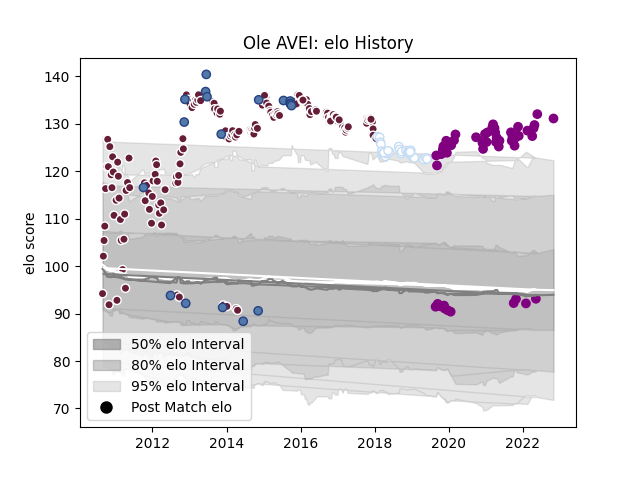 Ole AVEI: elo History
140
130
120
110
100
90
80
70
elo score
50% elo Interval
80% elo Interval
95% elo Interval
Post Match elo
2012
2014
2016
2018
2020
2022